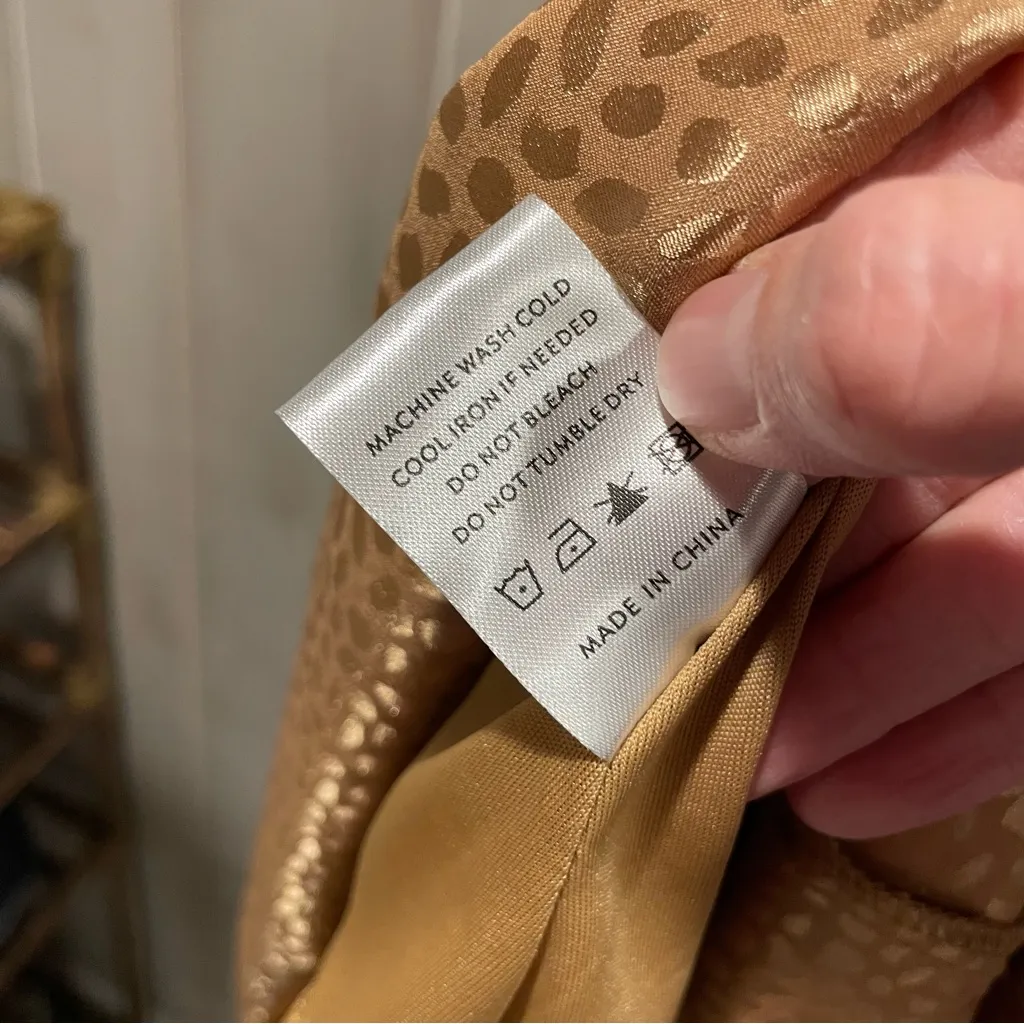 MACHINE WASH COLD
COOL IRON IF NEEDED
DO NOT BLEACH
DO NOT TUMBLE DRY
MADE IN CHINA